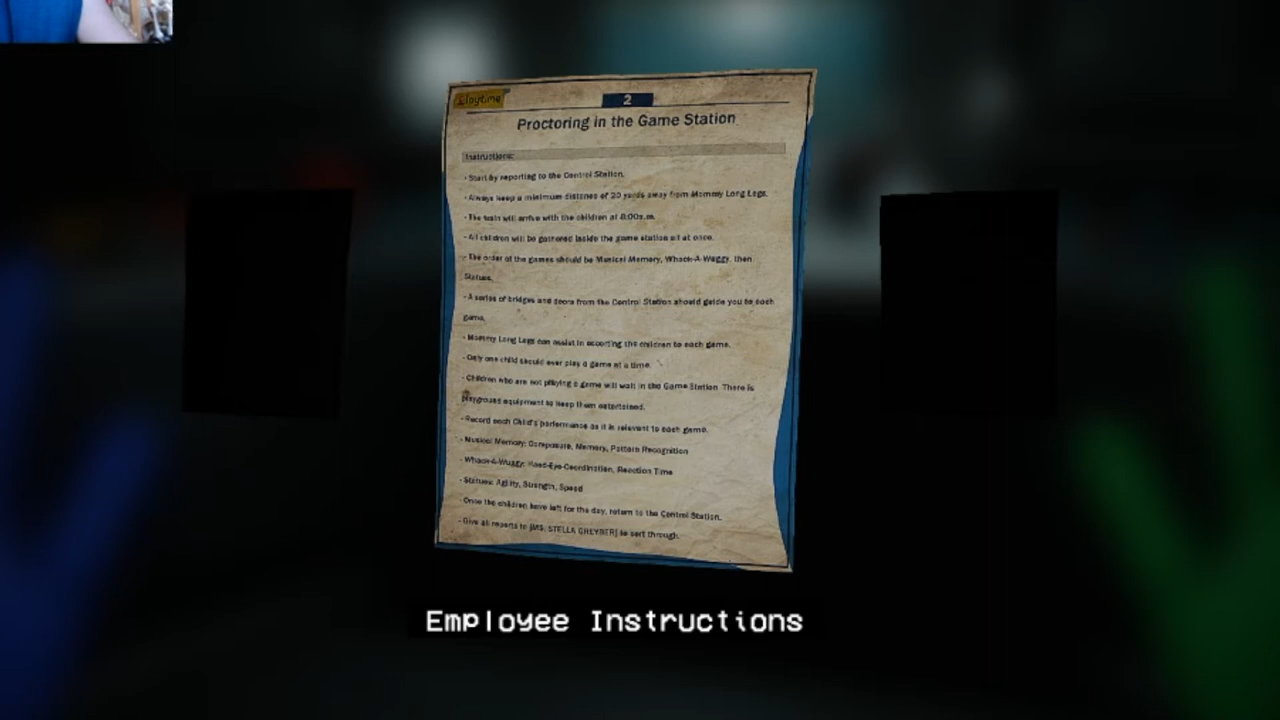 Playtime
2
Proctoring in the Game Station
Instructions:
- Start by reporting to the Control Station.
- Always keep a minimum distance of 20 yards away from Mommy Long Legs.
- The train will arrive with the children at 8:00a.m.
- All children will be gathered inside the game station all at once.
- The order of the games should be Musical Memory, Whack-A-Wuggy, then
Statues.
- A series of bridges and doors from the Control Station should guide you to each
game.
- Mommy Long Legs can assist in escorting the children to each game.
- Only one child should ever play a game at a time.
- Children who are not playing a game will wait in the Game Station. There is
playground equipment to keep them entertained.
- Record each Child's performance as it is relevant to each game.
- Musical Memory: Composure, Memory, Pattern Recognition
- Whack-A-Wuggy: Hand-Eye-Coordination, Reaction Time
- Statues: Agility, Strength, Speed
- Once the children have left for the day, return to the Control Station.
- Give all reports to [MS. STELLA GREYBER] to sort through.
Employee Instructions